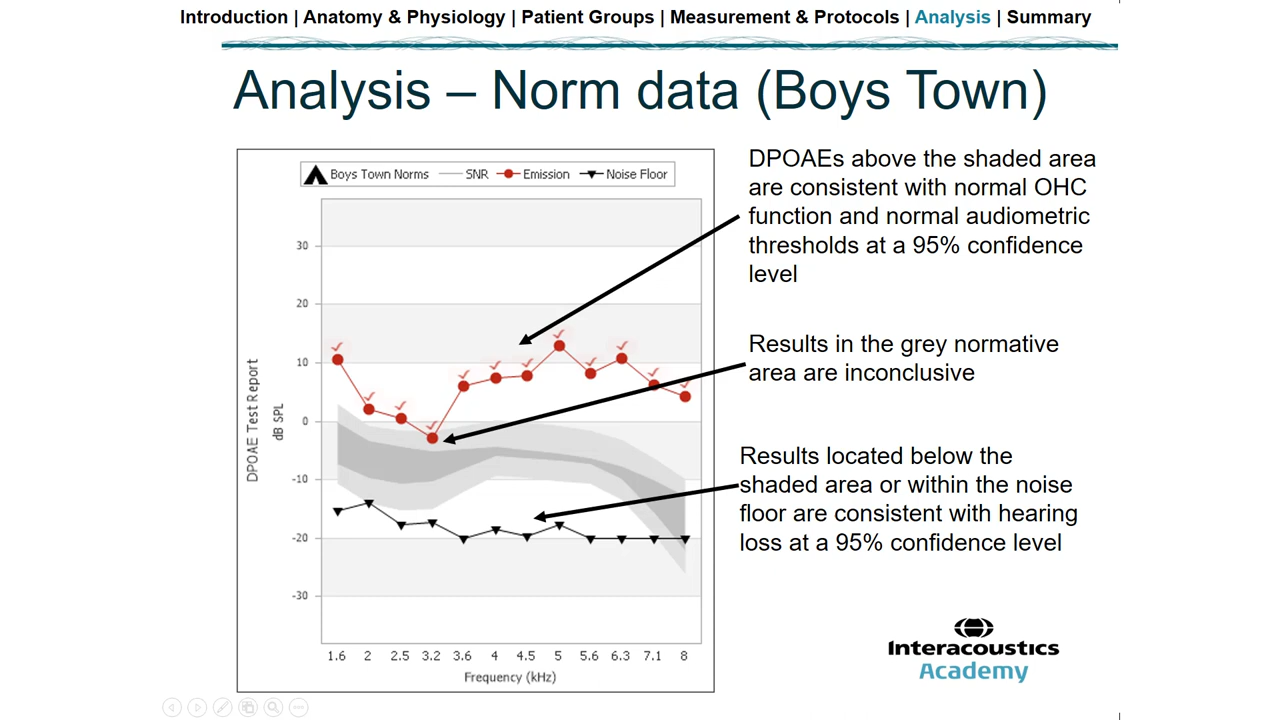 Introduction | Anatomy & Physiology | Patient Groups | Measurement & Protocols | Analysis | Summary
Analysis – Norm data (Boys Town)
Boys Town Norms SNR Emission Noise Floor
30
20
10
0
-10
-20
-30
DPOAE Test Report
dB SPL
1.6 2 2.5 3.2 3.6 4 4.5 5 5.6 6.3 7.1 8
Frequency (kHz)
DPOAEs above the shaded area
are consistent with normal OHC
function and normal audiometric
thresholds at a 95% confidence
level
Results in the grey normative
area are inconclusive
Results located below the
shaded area or within the noise
floor are consistent with hearing
loss at a 95% confidence level
Interacoustics
Academy